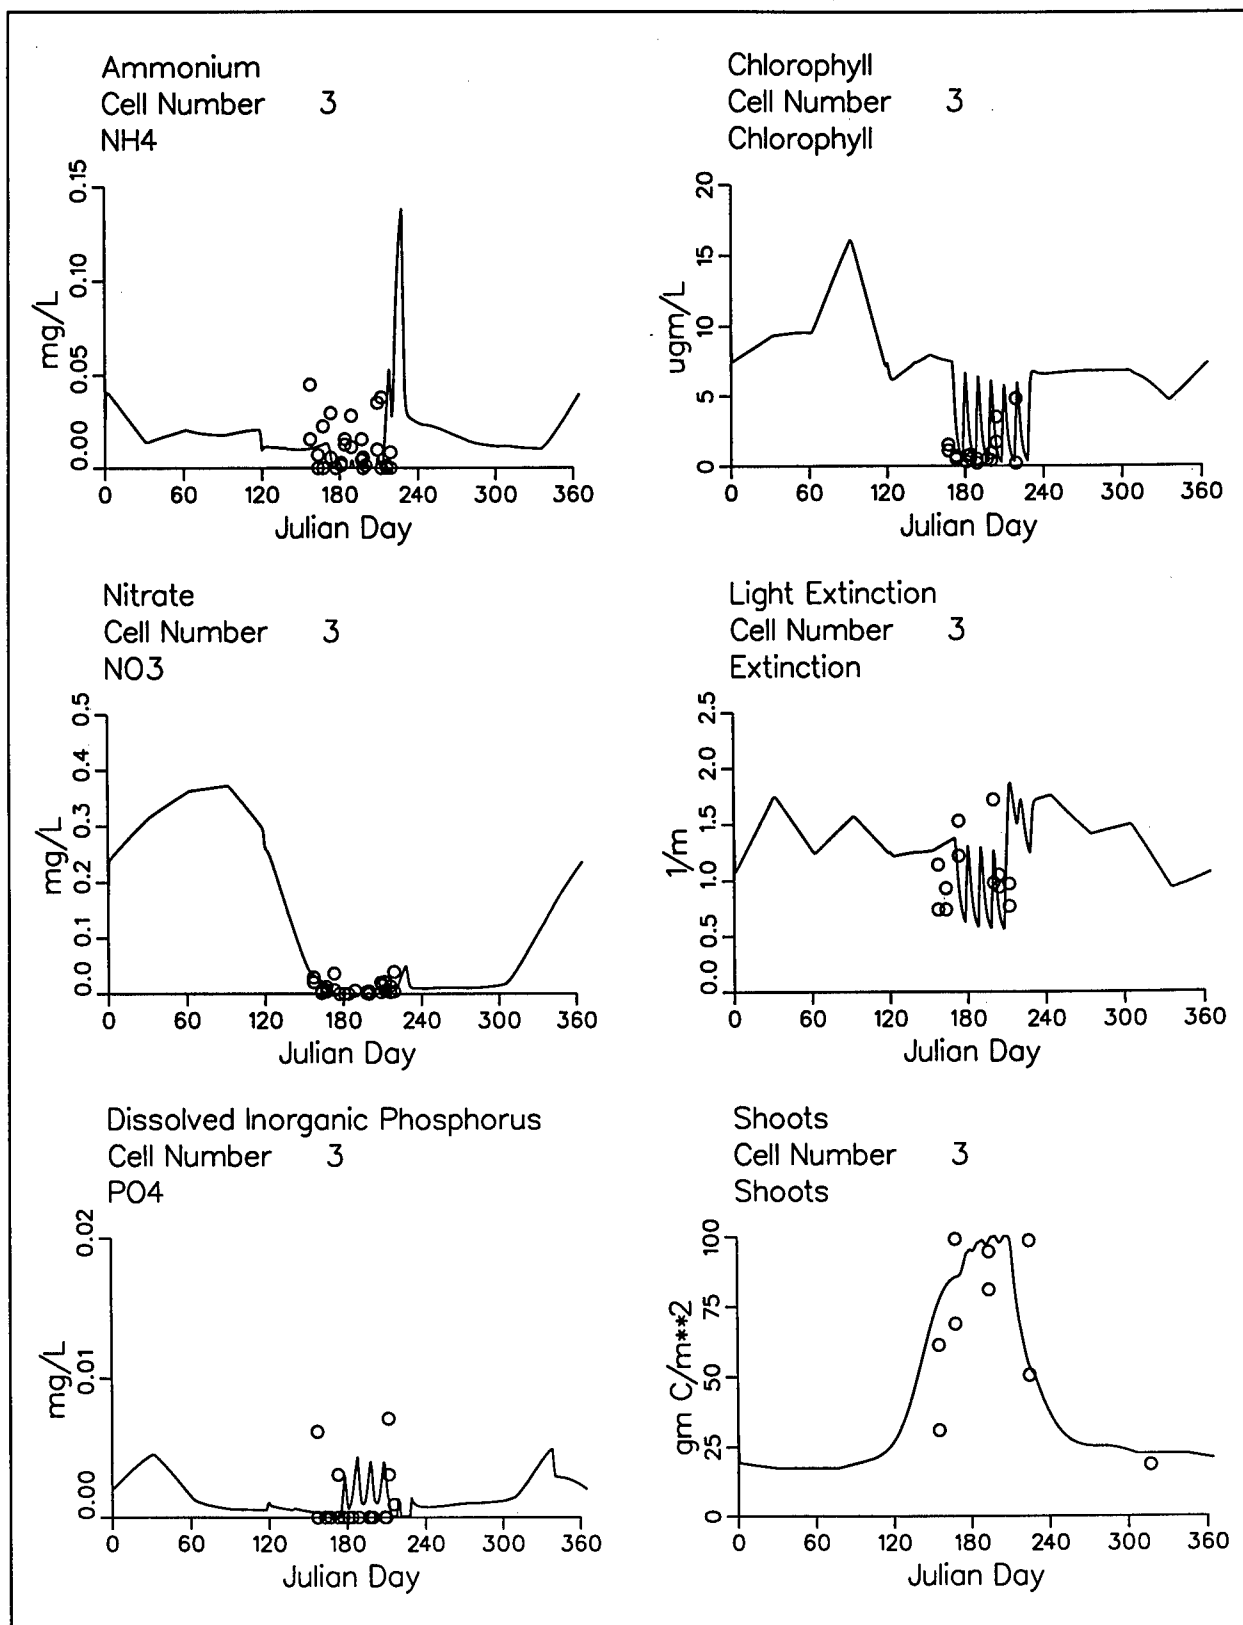 Ammonium
Cell Number 3
NH4
0.15
0.10
0.05
0.00
mg/L
0 60 120 180 240 300 360
Julian Day
Chlorophyll
Cell Number 3
Chlorophyll
20
15
10
5
0
ugm/L
0 60 120 180 240 300 360
Julian Day
Nitrate
Cell Number 3
NO3
0.5
0.4
0.3
0.2
0.1
0.0
mg/L
0 60 120 180 240 300 360
Julian Day
Light Extinction
Cell Number 3
Extinction
2.5
2.0
1.5
1.0
0.5
0.0
1/m
0 60 120 180 240 300 360
Julian Day
Dissolved Inorganic Phosphorus
Cell Number 3
PO4
0.02
0.01
0.00
mg/L
0 60 120 180 240 300 360
Julian Day
Shoots
Cell Number 3
Shoots
100
75
50
25
0
gm C/m**2
0 60 120 180 240 300 360
Julian Day